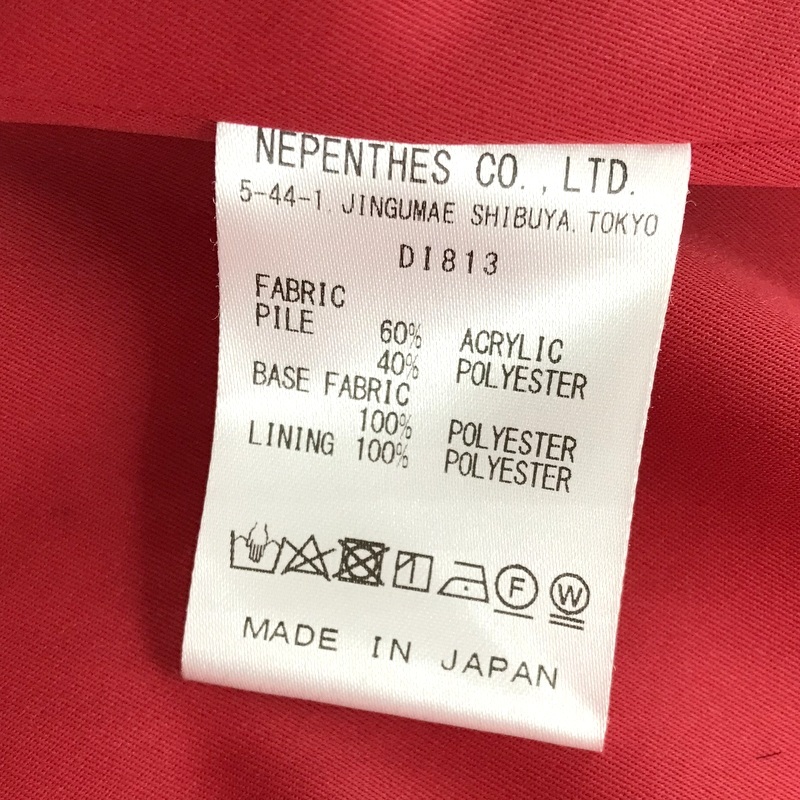 NEPENTHES CO., LTD.
5-44-1, JINGUMAE SHIBUYA, TOKYO
DI813
FABRIC
PILE 60% ACRYLIC
40% POLYESTER
BASE FABRIC
100% POLYESTER
LINING 100% POLYESTER
F W
MADE IN JAPAN